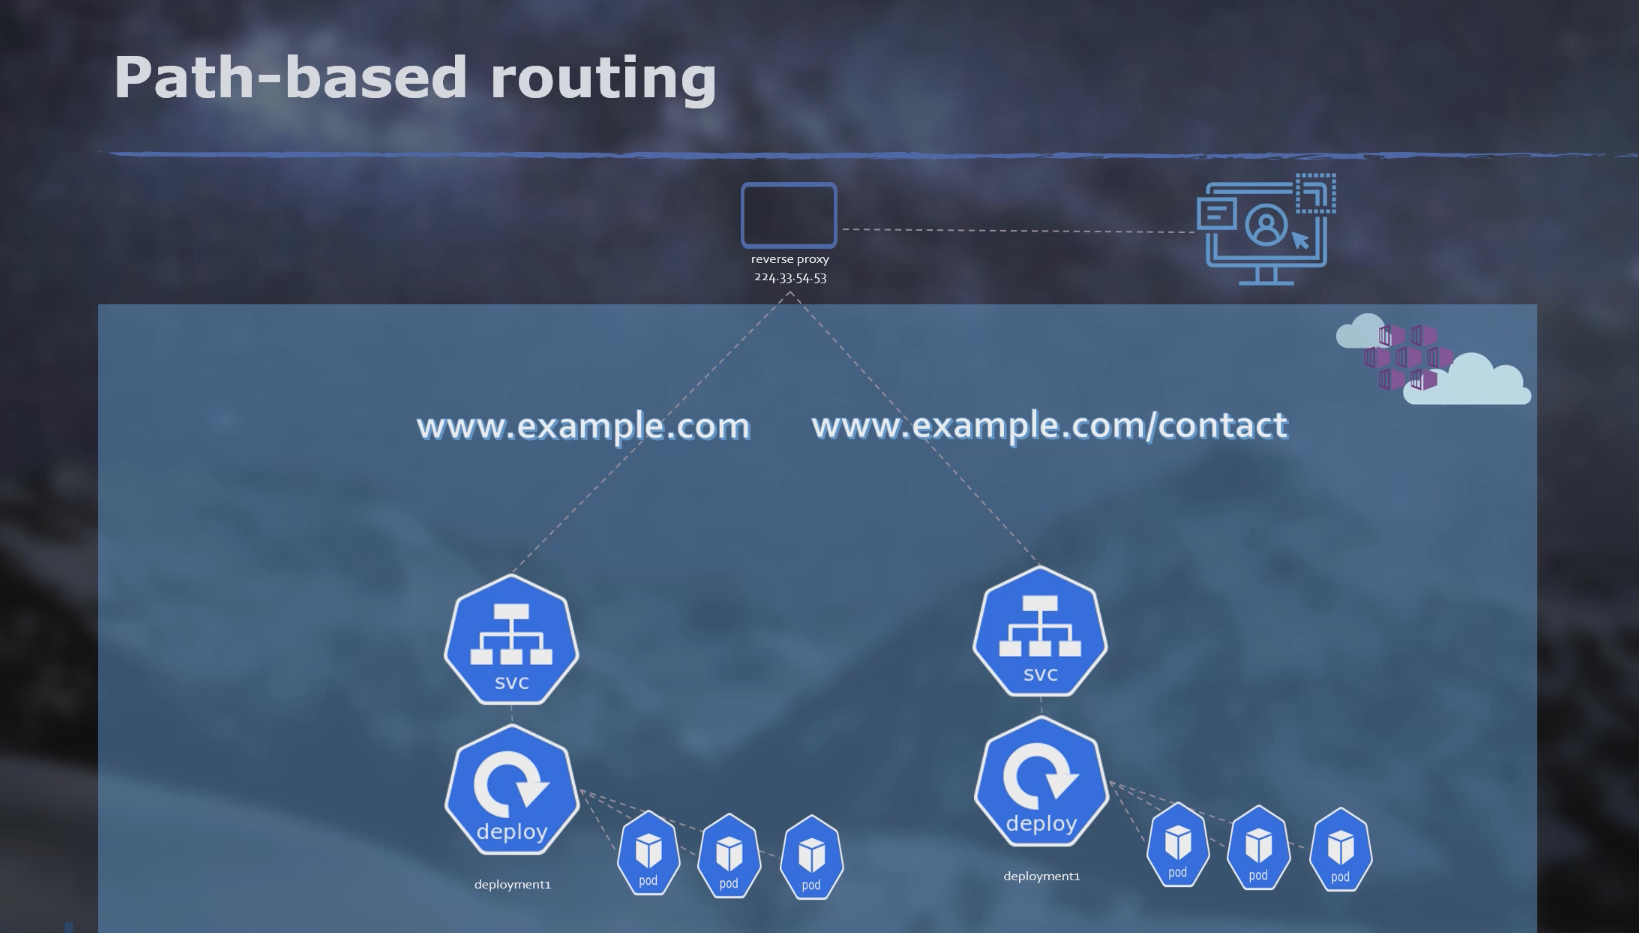 Path-based routing
reverse proxy
224.33.54.53
www.example.com
www.example.com/contact
svc
svc
deploy
deploy
pod
pod
pod
pod
pod
pod
deployment1
deployment1